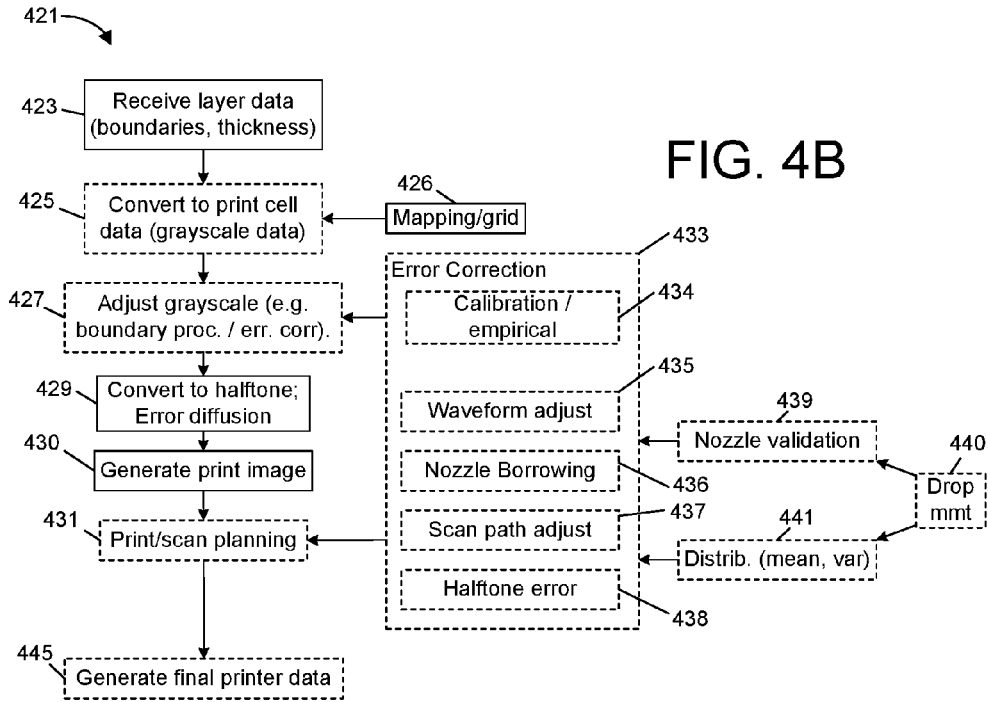 421
423
Receive layer data
(boundaries, thickness)
FIG. 4B
425
Convert to print cell
data (grayscale data)
426
Mapping/grid
433
Error Correction
427
Adjust grayscale (e.g.
boundary proc. / err. corr).
Calibration /
empirical
434
429
Convert to halftone;
Error diffusion
435
Waveform adjust
439
Nozzle validation
430
Generate print image
Nozzle Borrowing
436
440
Drop
mmt
431
Print/scan planning
437
Scan path adjust
441
Distrib. (mean, var)
Halftone error
438
445
Generate final printer data